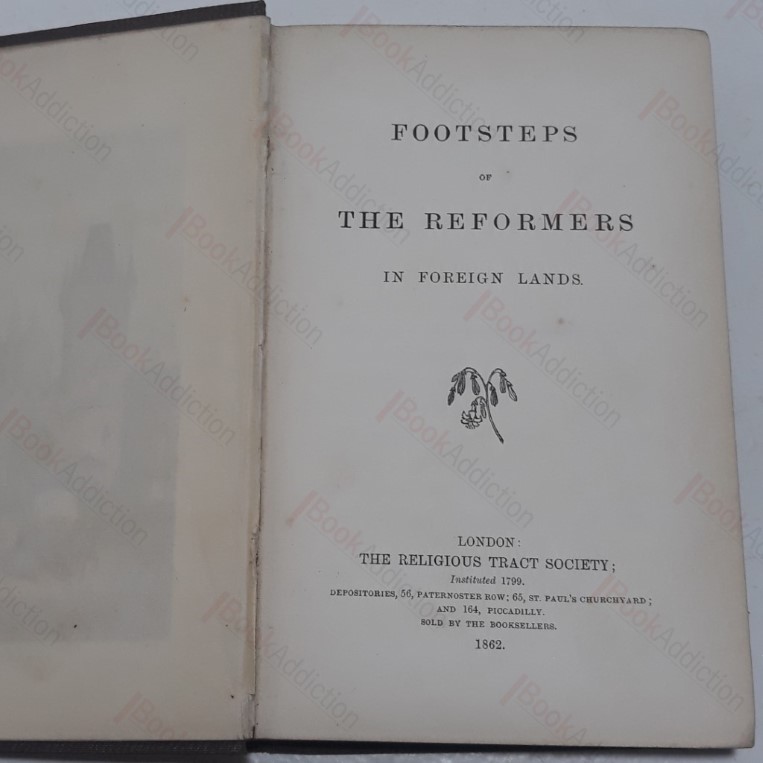 FOOTSTEPS
OF
THE REFORMERS
IN FOREIGN LANDS.
LONDON:
THE RELIGIOUS TRACT SOCIETY;
Instituted 1799.
DEPOSITORIES, 56, PATERNOSTER ROW; 65, ST. PAUL'S CHURCHYARD;
AND 164, PICCADILLY.
SOLD BY THE BOOKSELLERS.
1862.
BookAddiction